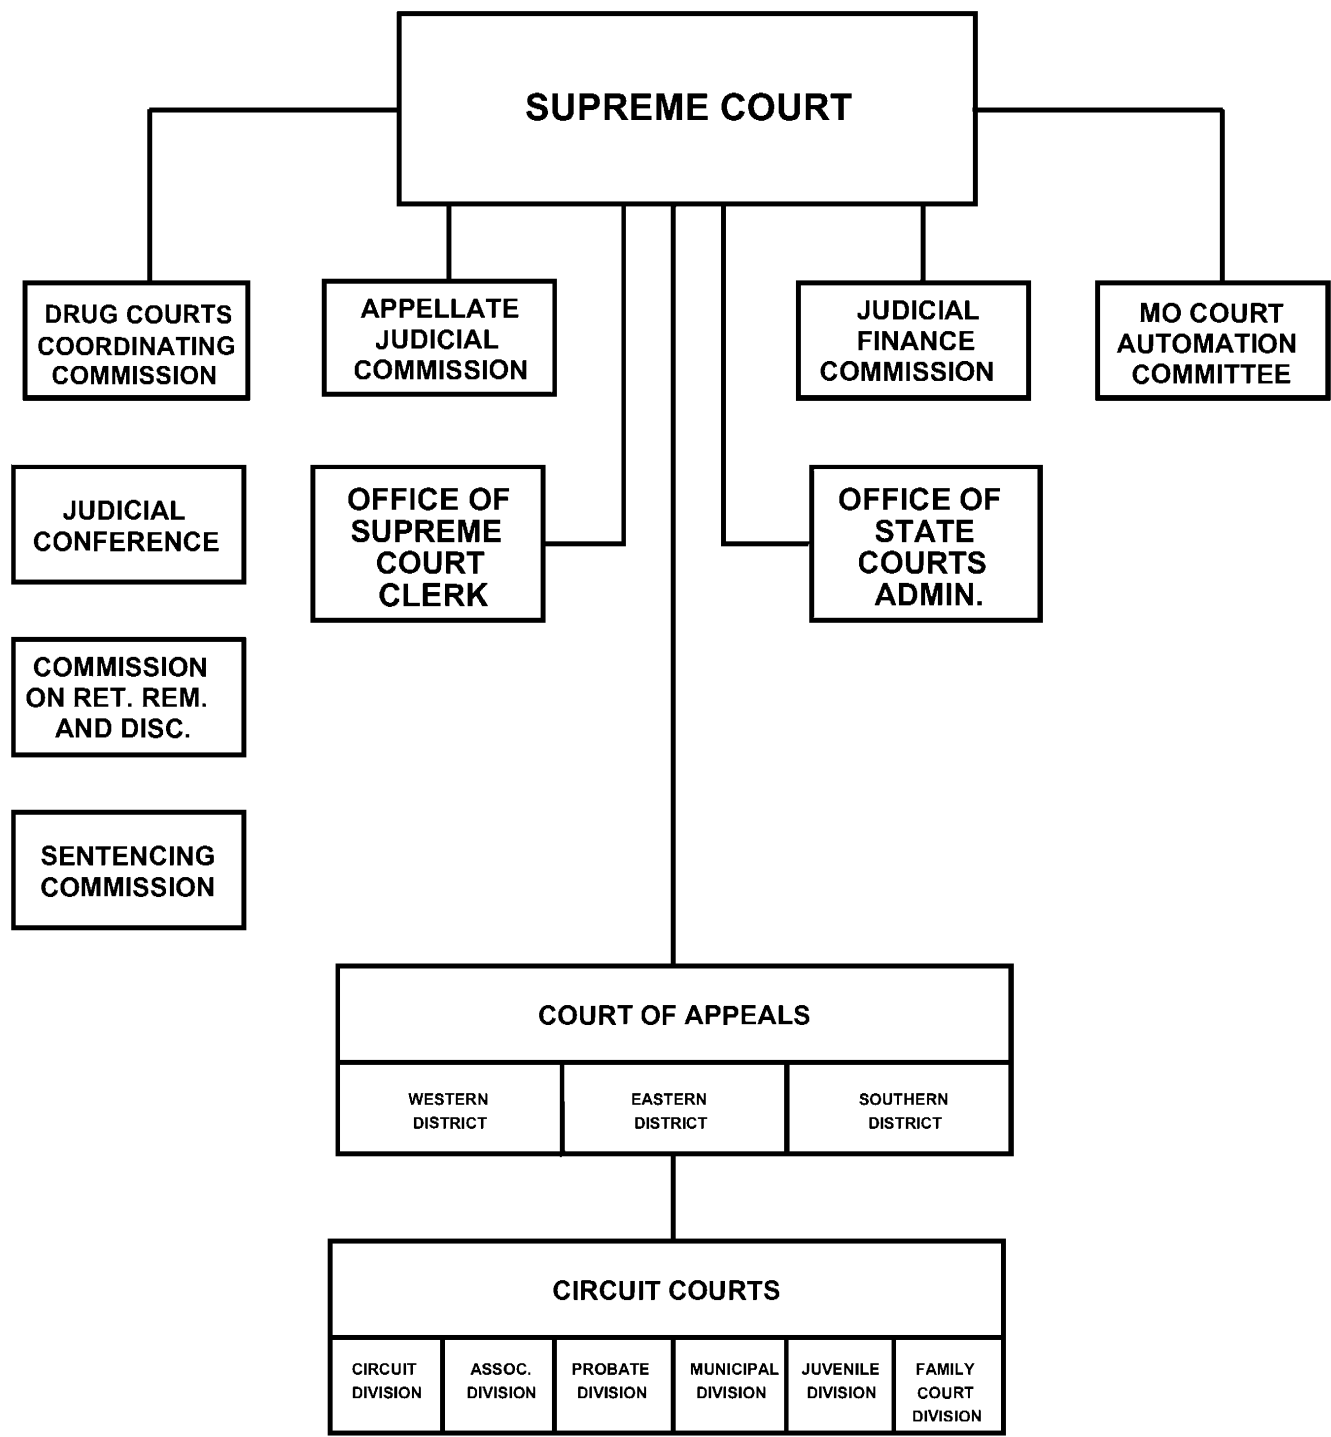 SUPREME COURT
DRUG COURTS
COORDINATING
COMMISSION
APPELLATE
JUDICIAL
COMMISSION
JUDICIAL
FINANCE
COMMISSION
MO COURT
AUTOMATION
COMMITTEE
JUDICIAL
CONFERENCE
OFFICE OF
SUPREME
COURT
CLERK
OFFICE OF
STATE
COURTS
ADMIN.
COMMISSION
ON RET. REM.
AND DISC.
SENTENCING
COMMISSION
COURT OF APPEALS
WESTERN
DISTRICT
EASTERN
DISTRICT
SOUTHERN
DISTRICT
CIRCUIT COURTS
CIRCUIT
DIVISION
ASSOC.
DIVISION
PROBATE
DIVISION
MUNICIPAL
DIVISION
JUVENILE
DIVISION
FAMILY
COURT
DIVISION